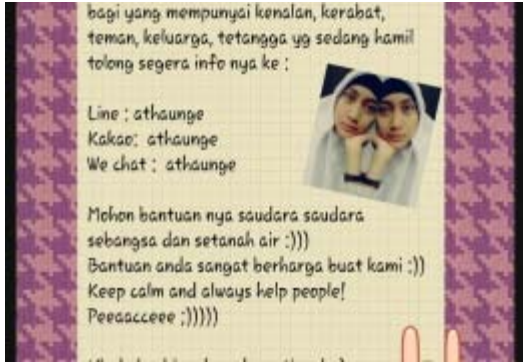 bagi yang mempunyai kenalan, kerabat,
teman, keluarga, tetangga yg sedang hamil
tolong segera info nya ke :
Line : athaunge
Kakao: athaunge
We chat : athaunge
Mohon bantuan nya saudara saudara
sebangsa dan setanah air :)))
Bantuan anda sangat berharga buat kami :))
Keep calm and always help people!
Peeaacceee ;)))))